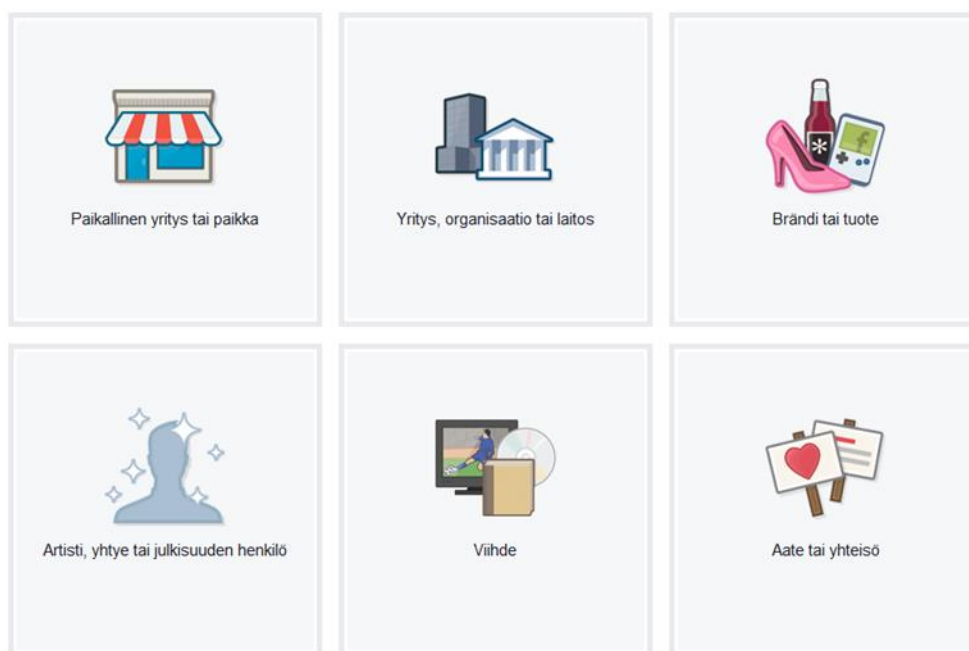 Paikallinen yritys tai paikka
Yritys, organisaatio tai laitos
Brändi tai tuote
Artisti, yhtye tai julkisuuden henkilö
Viihde
Aate tai yhteisö